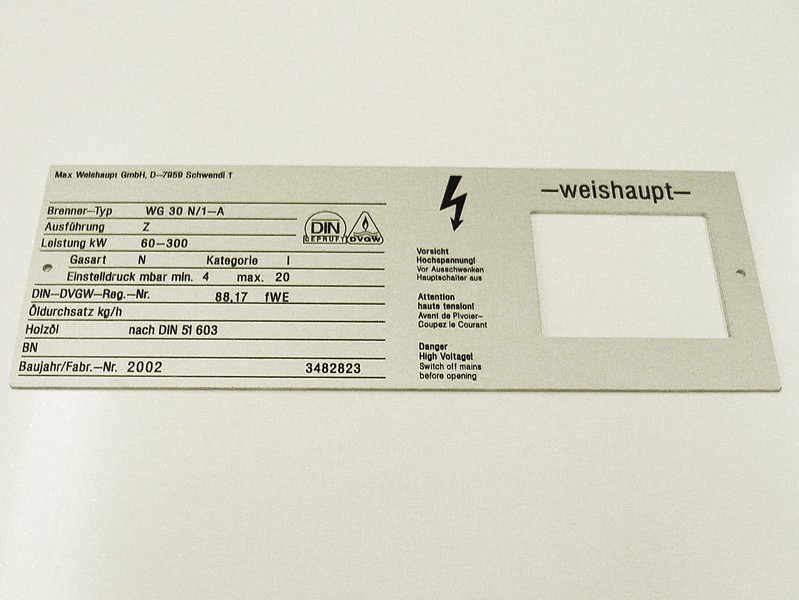 Max Weishaupt GmbH, D–7959 Schwendi 1
–weishaupt–
Brenner–Typ WG 30 N/1–A
Ausführung Z
Leistung kW 60–300
DIN
GEPRÜFT
DVGW
Gasart N Kategorie I
Einstelldruck mbar min. 4 max. 20
DIN–DVGW–Reg.–Nr. 88.17 fWE
Öldurchsatz kg/h
Holzöl nach DIN 51 603
BN
Baujahr/Fabr.–Nr. 2002 3482823
Vorsicht
Hochspannung!
Vor Ausschwenken
Hauptschalter aus
Attention
haute tension!
Avant de Pivoier–
Coupez le Courant
Danger
High Voltage!
Switch off mains
before opening